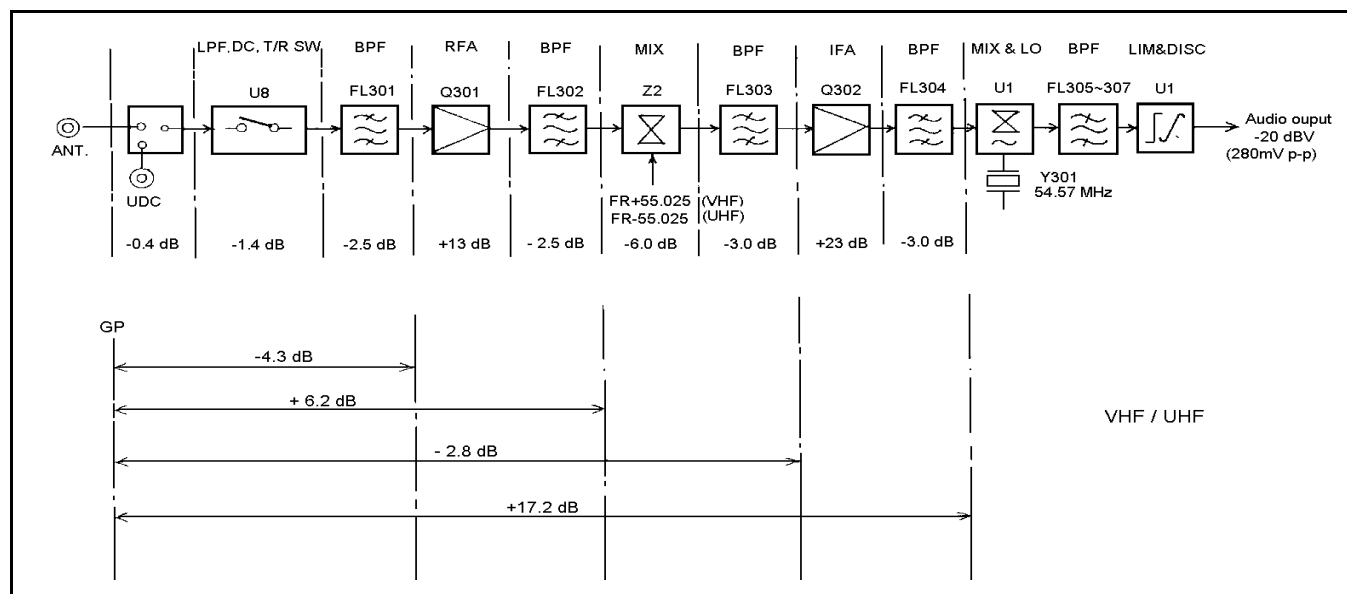 LPF,DC, T/R SW BPF RFA BPF MIX BPF IFA BPF MIX & LO BPF LIM&DISC
U8 FL301 Q301 FL302 Z2 FL303 Q302 FL304 U1 FL305~307 U1
ANT.
UDC
Audio ouput
-20 dBV
(280mV p-p)
Y301
54.57 MHz
FR+55.025 (VHF)
FR-55.025 (UHF)
-0.4 dB -1.4 dB -2.5 dB +13 dB - 2.5 dB -6.0 dB -3.0 dB +23 dB -3.0 dB
GP
-4.3 dB
+ 6.2 dB
- 2.8 dB
+17.2 dB
VHF / UHF